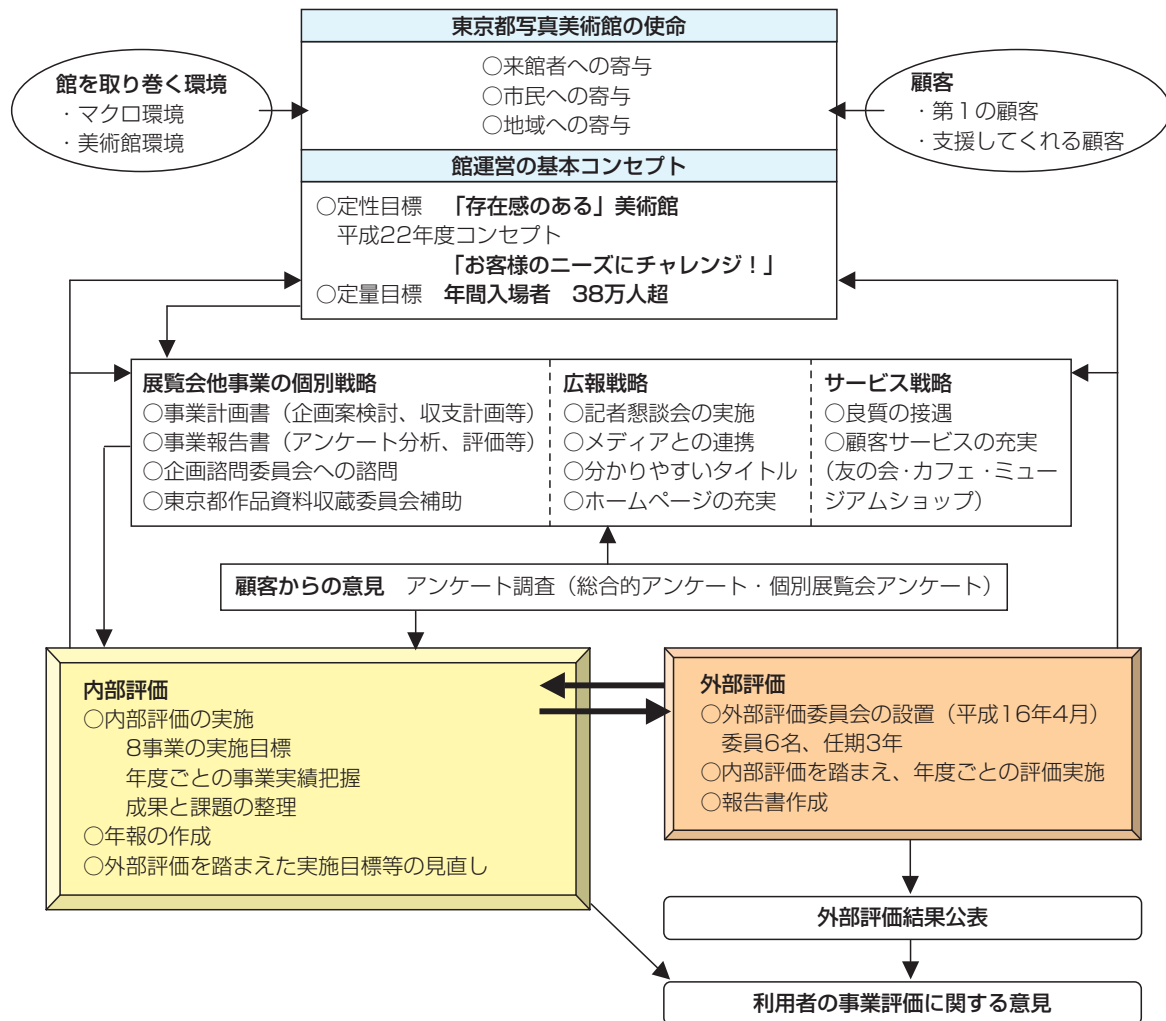 東京都写真美術館の使命
○来館者への寄与
○市民への寄与
○地域への寄与
館を取り巻く環境
・マクロ環境
・美術館環境
顧客
・第1の顧客
・支援してくれる顧客
館運営の基本コンセプト
○定性目標 「存在感のある」美術館
平成22年度コンセプト
「お客様のニーズにチャレンジ！」
○定量目標 年間入場者 38万人超
展覧会他事業の個別戦略
○事業計画書（企画案検討、収支計画等）
○事業報告書（アンケート分析、評価等）
○企画諮問委員会への諮問
○東京都作品資料収蔵委員会補助
広報戦略
○記者懇談会の実施
○メディアとの連携
○分かりやすいタイトル
○ホームページの充実
サービス戦略
○良質の接遇
○顧客サービスの充実
（友の会・カフェ・ミュー
ジアムショップ）
顧客からの意見 アンケート調査（総合的アンケート・個別展覧会アンケート）
内部評価
○内部評価の実施
8事業の実施目標
年度ごとの事業実績把握
成果と課題の整理
○年報の作成
○外部評価を踏まえた実施目標等の見直し
外部評価
○外部評価委員会の設置（平成16年4月）
委員6名、任期3年
○内部評価を踏まえ、年度ごとの評価実施
○報告書作成
外部評価結果公表
利用者の事業評価に関する意見